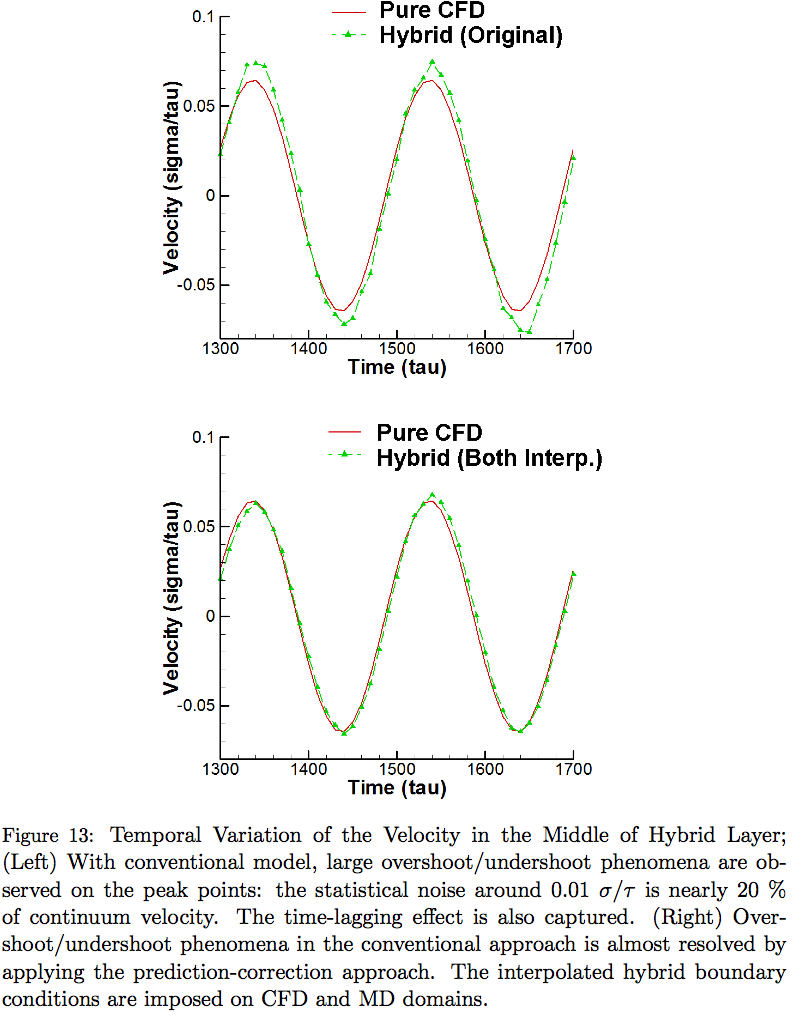 Pure CFD
Hybrid (Original)
0.1
0.05
0
-0.05
Velocity (sigma/tau)
1300 1400 1500 1600 1700
Time (tau)
Pure CFD
Hybrid (Both Interp.)
0.1
0.05
0
-0.05
Velocity (sigma/tau)
1300 1400 1500 1600 1700
Time (tau)
Figure 13: Temporal Variation of the Velocity in the Middle of Hybrid Layer;
(Left) With conventional model, large overshoot/undershoot phenomena are ob-
served on the peak points: the statistical noise around 0.01 σ/τ is nearly 20 %
of continuum velocity. The time-lagging effect is also captured. (Right) Over-
shoot/undershoot phenomena in the conventional approach is almost resolved by
applying the prediction-correction approach. The interpolated hybrid boundary
conditions are imposed on CFD and MD domains.